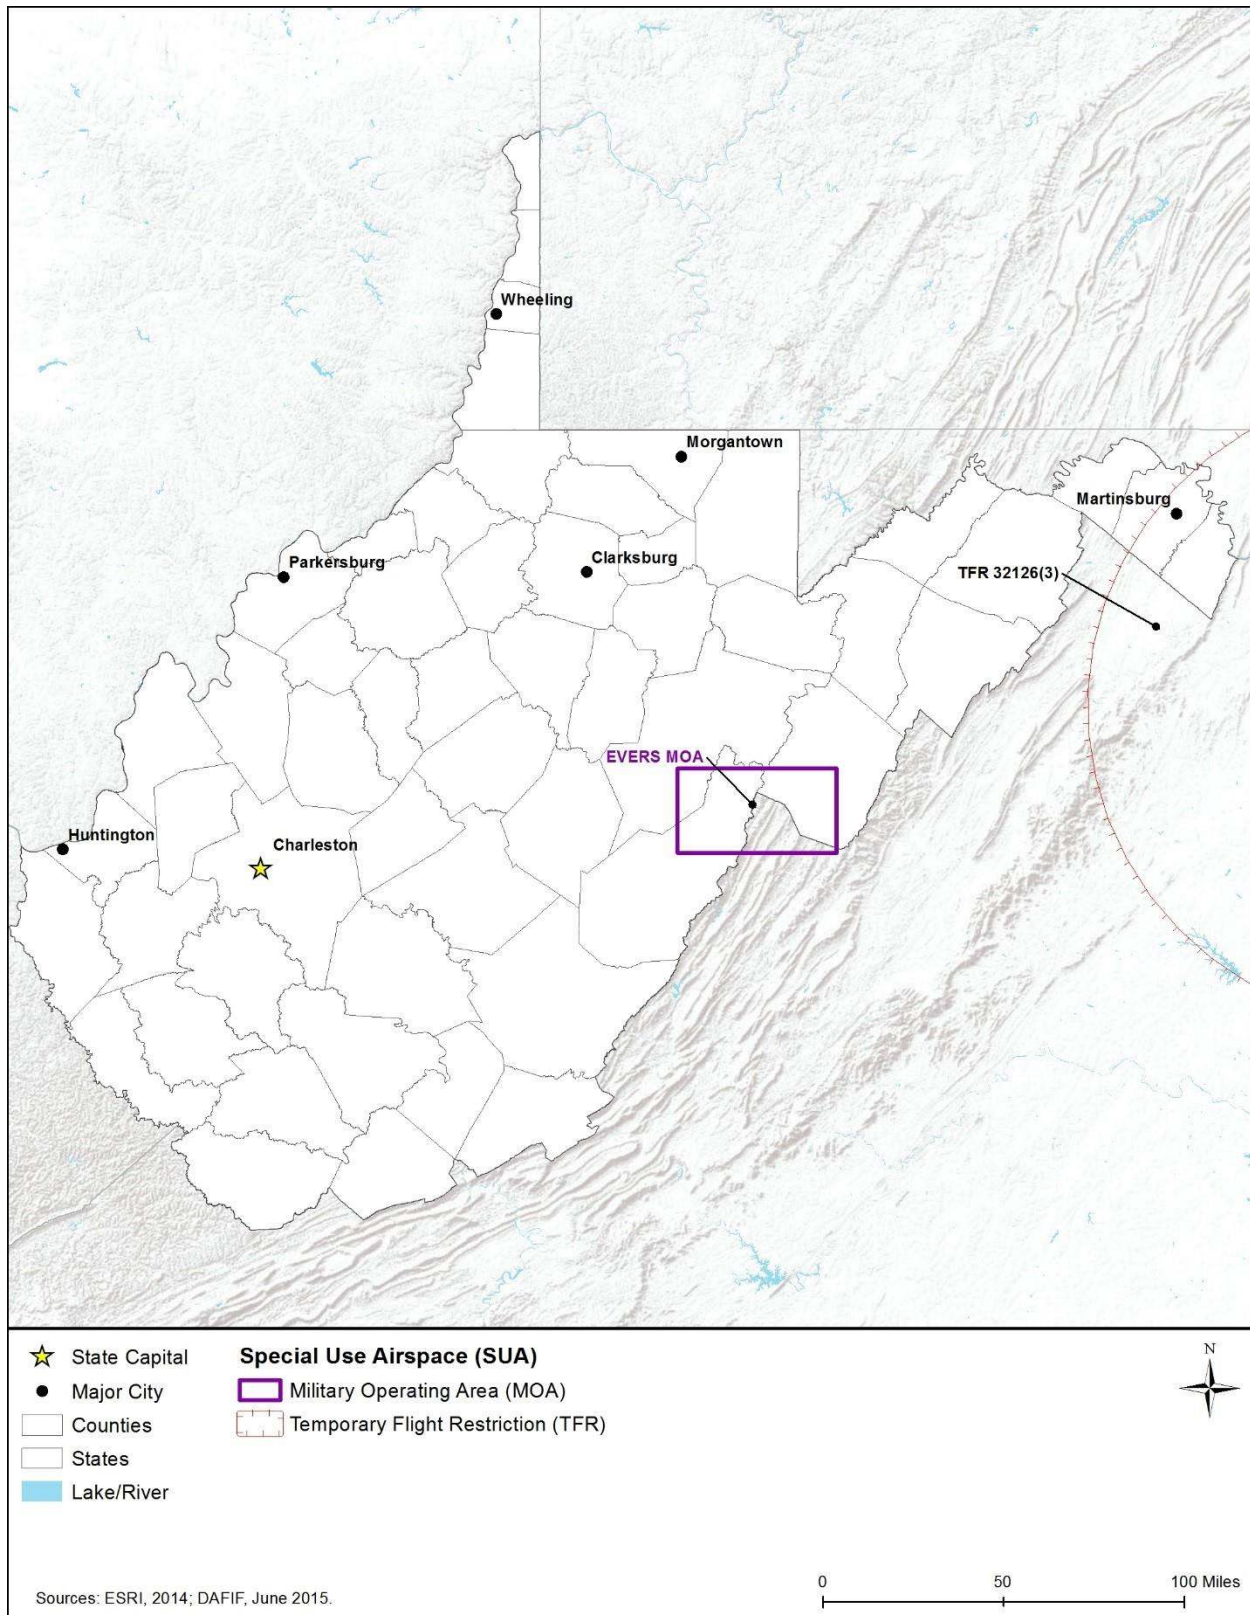 Wheeling
Morgantown
Martinsburg
Parkersburg
Clarksburg
TFR 32126(3)
EVERS MOA
Huntington
Charleston
State Capital
Major City
Counties
States
Lake/River
Special Use Airspace (SUA)
Military Operating Area (MOA)
Temporary Flight Restriction (TFR)
N
Sources: ESRI, 2014; DAFIF, June 2015.
0 50 100 Miles